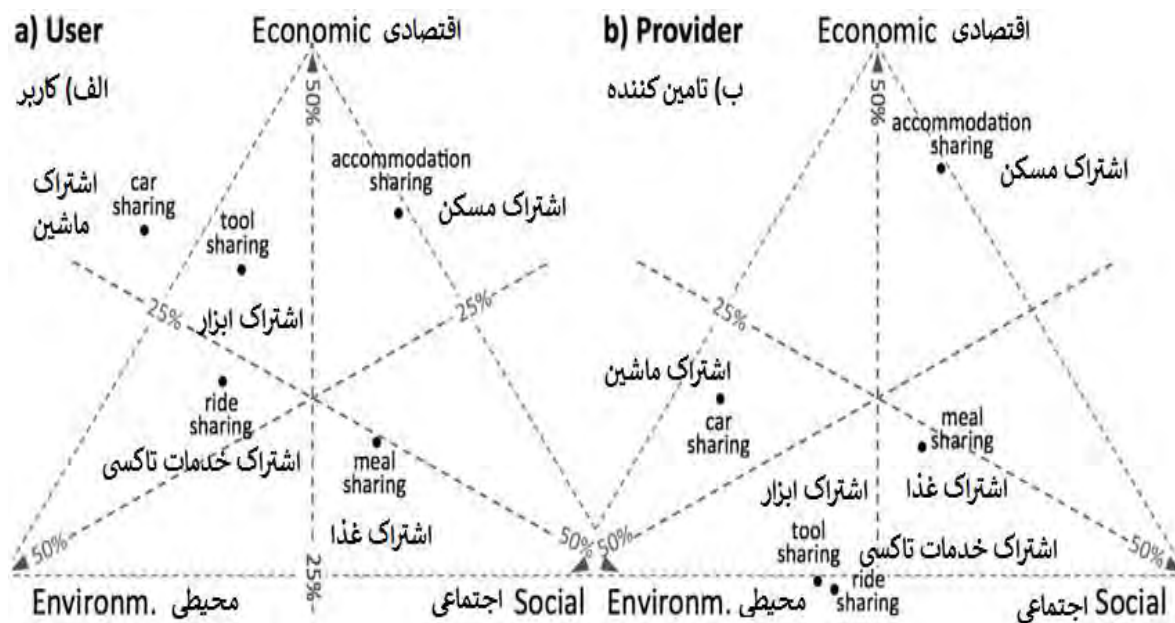 a) User
Economic اقتصادی
الف) کاربر
50%
accommodation
sharing
اشتراک مسکن
اشتراک
ماشین
car
sharing
tool
sharing
اشتراک ابزار
25%
25%
ride
sharing
اشتراک خدمات تاکسی
meal
sharing
اشتراک غذا
50%
50%
25%
Environm. محیطی
اجتماعی Social
b) Provider
Economic اقتصادی
ب) تامین کننده
50%
accommodation
sharing
اشتراک مسکن
25%
اشتراک ماشین
car
sharing
meal
sharing
اشتراک غذا
اشتراک ابزار
tool
sharing
اشتراک خدمات تاکسی
ride
sharing
50%
50%
Environm. محیطی
اجتماعی Social